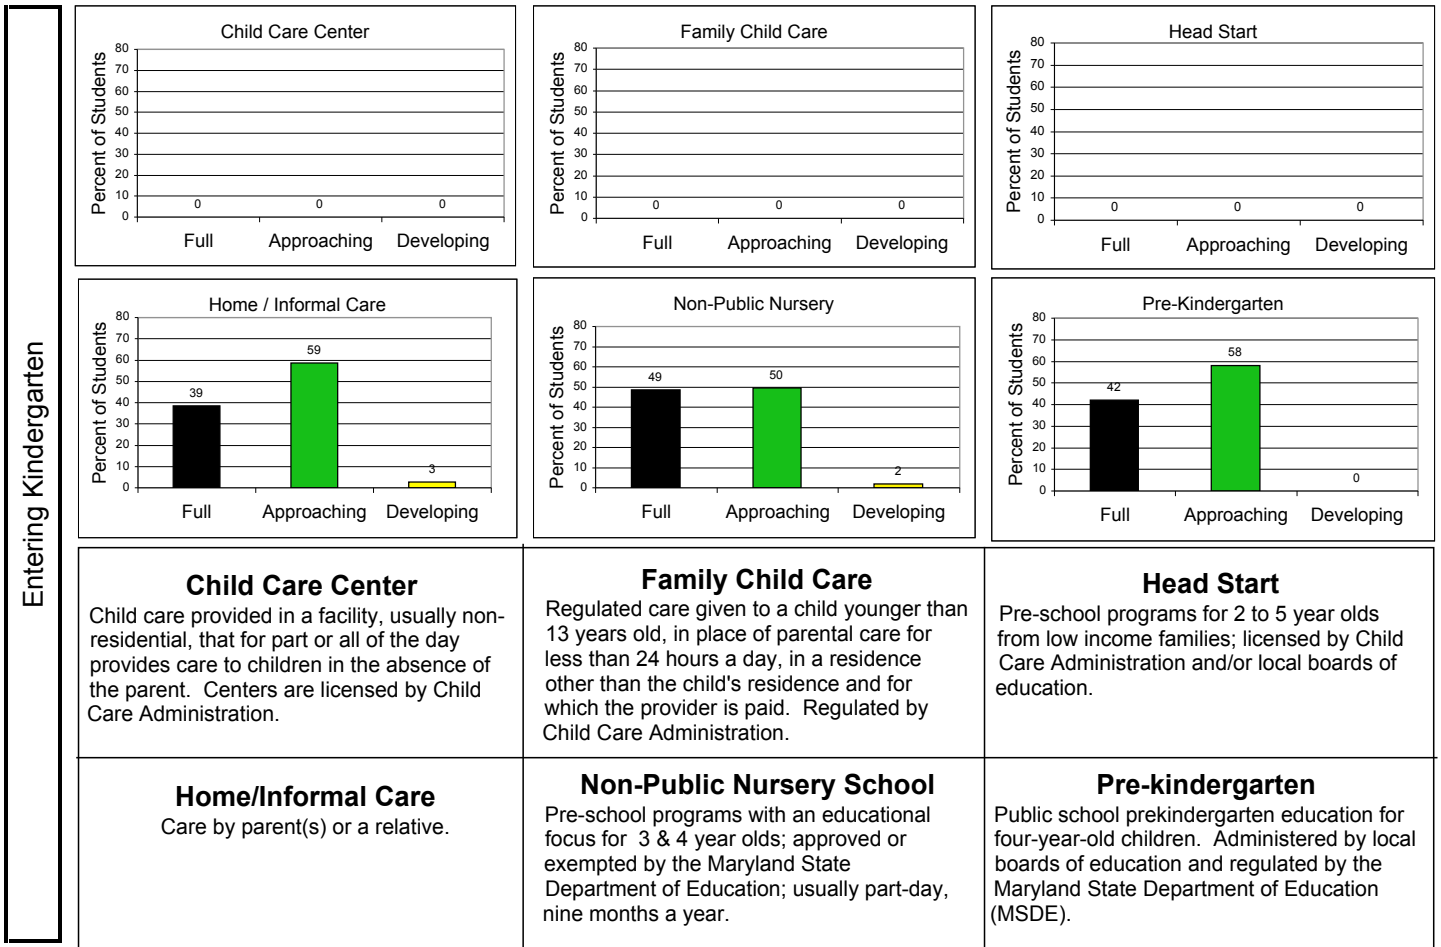 Entering Kindergarten
Child Care Center
Percent of Students
80
70
60
50
40
30
20
10
0
0
0
0
Full Approaching Developing
Family Child Care
Percent of Students
80
70
60
50
40
30
20
10
0
0
0
0
Full Approaching Developing
Head Start
Percent of Students
80
70
60
50
40
30
20
10
0
0
0
0
Full Approaching Developing
Home / Informal Care
Percent of Students
80
70
60
50
40
30
20
10
0
39
59
3
Full Approaching Developing
Non-Public Nursery
Percent of Students
80
70
60
50
40
30
20
10
0
49
50
2
Full Approaching Developing
Pre-Kindergarten
Percent of Students
80
70
60
50
40
30
20
10
0
42
58
0
Full Approaching Developing
Child Care Center
Child care provided in a facility, usually non-
residential, that for part or all of the day
provides care to children in the absence of
the parent. Centers are licensed by Child
Care Administration.
Family Child Care
Regulated care given to a child younger than
13 years old, in place of parental care for
less than 24 hours a day, in a residence
other than the child's residence and for
which the provider is paid. Regulated by
Child Care Administration.
Head Start
Pre-school programs for 2 to 5 year olds
from low income families; licensed by Child
Care Administration and/or local boards of
education.
Home/Informal Care
Care by parent(s) or a relative.
Non-Public Nursery School
Pre-school programs with an educational
focus for 3 & 4 year olds; approved or
exempted by the Maryland State
Department of Education; usually part-day,
nine months a year.
Pre-kindergarten
Public school prekindergarten education for
four-year-old children. Administered by local
boards of education and regulated by the
Maryland State Department of Education
(MSDE).